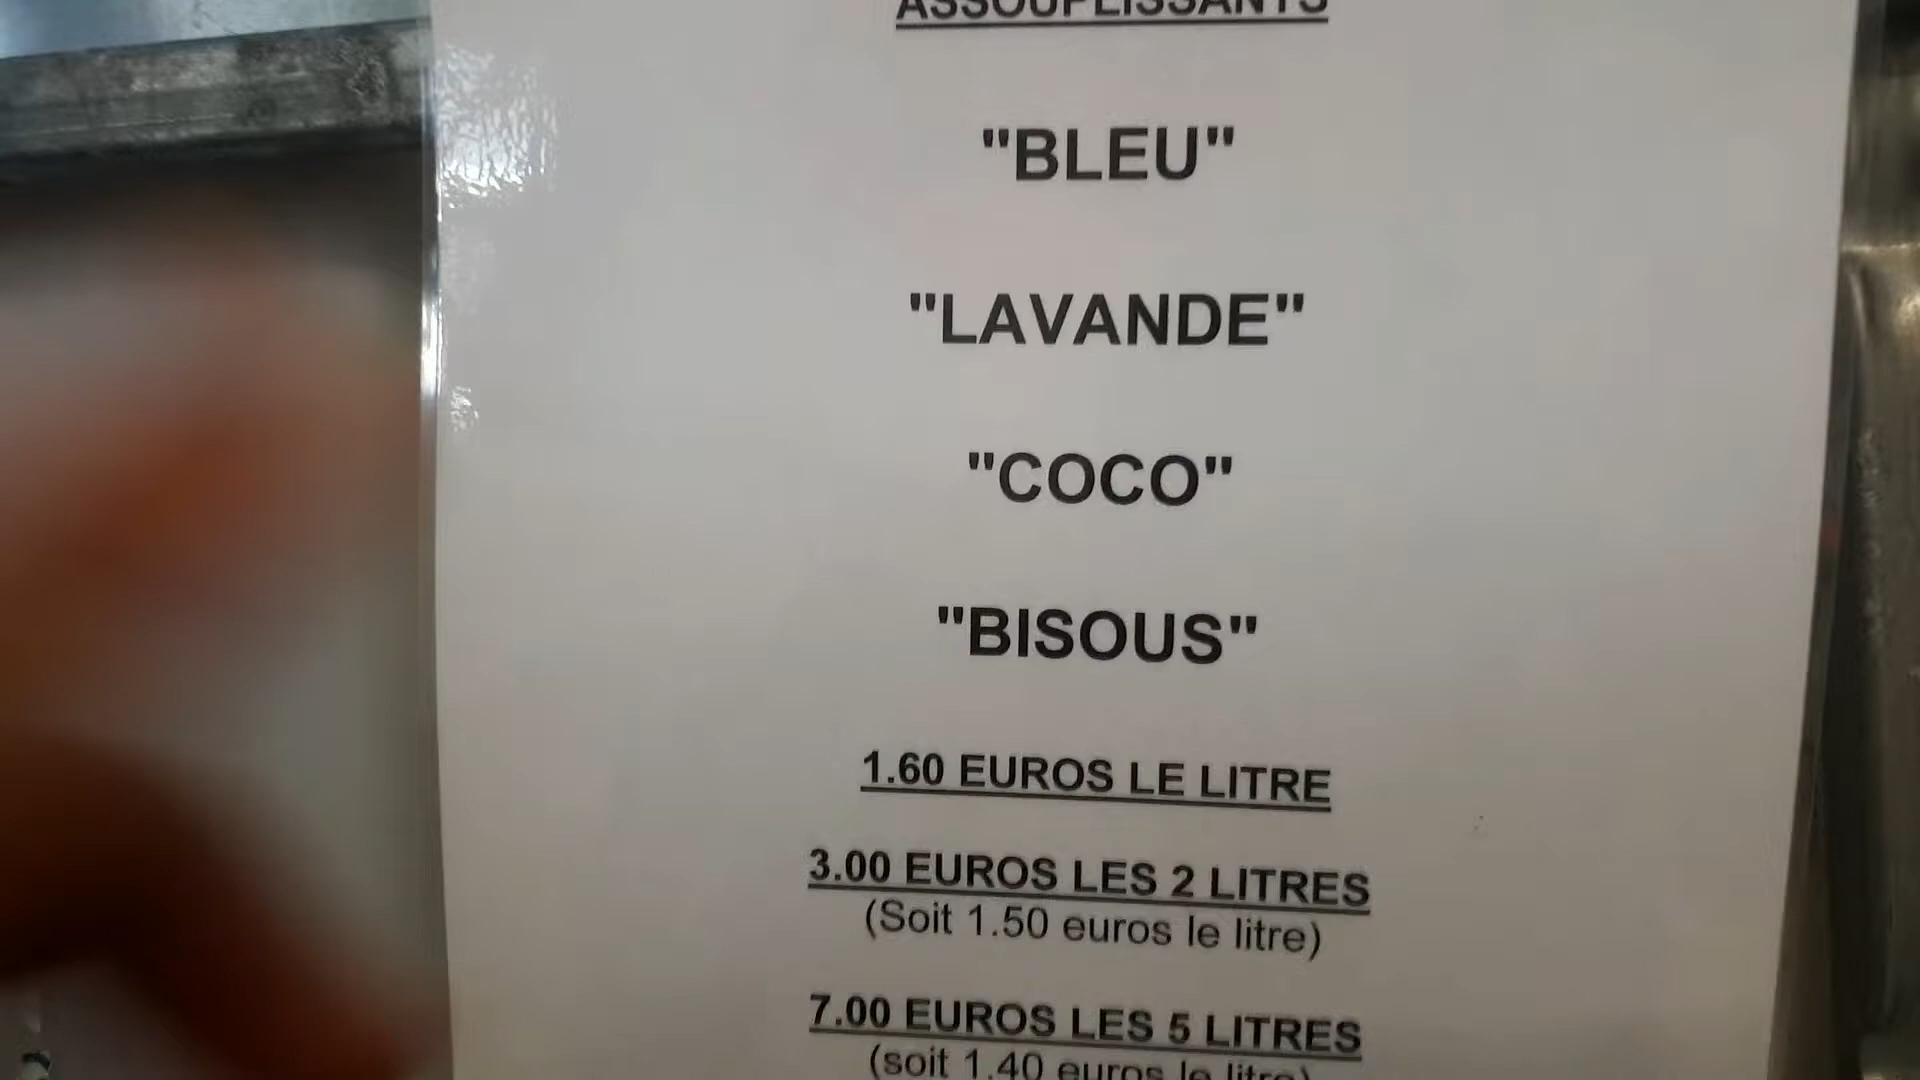 ASSOUPLISSANTS
"BLEU"
"LAVANDE"
"COCO"
"BISOUS"
1.60 EUROS LE LITRE
3.00 EUROS LES 2 LITRES
(Soit 1.50 euros le litre)
7.00 EUROS LES 5 LITRES
(soit 1.40 euros le litre)